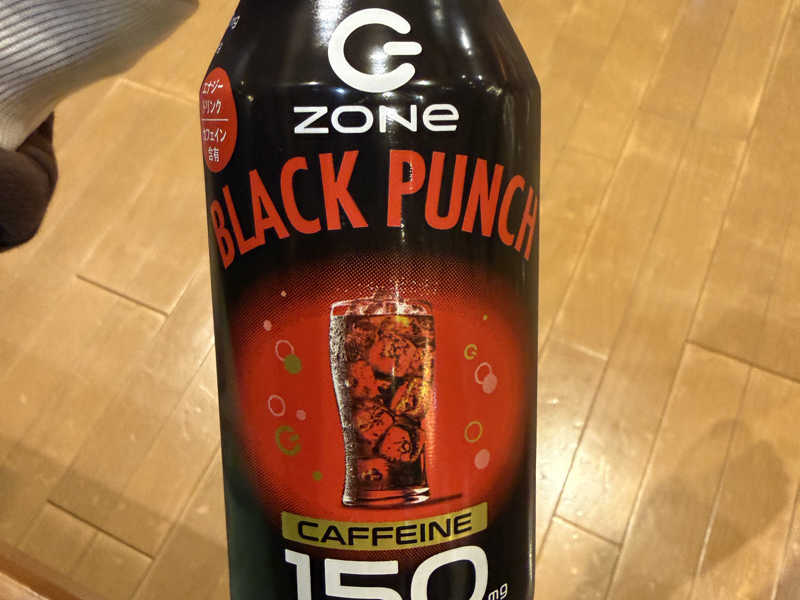 ZONe
エナジー
ドリンク
カフェイン
含有
BLACK PUNCH
CAFFEINE
150mg